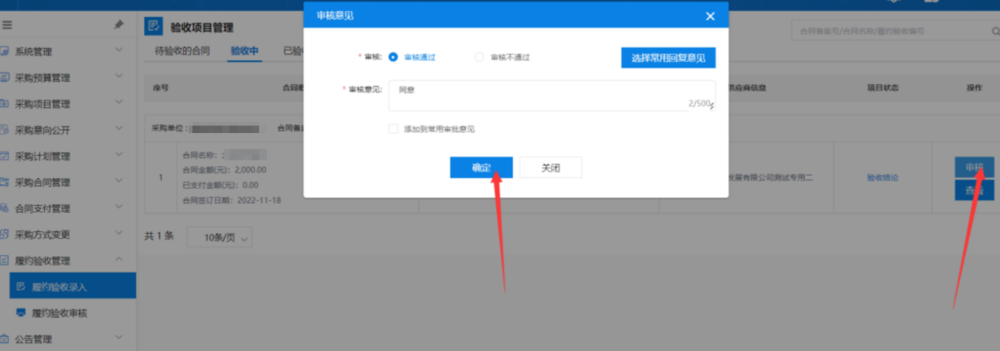 审核意见
验收项目管理
合同备案号/合同名称/履约验收编号
系统管理
采购预算管理
采购项目管理
采购意向公开
采购计划管理
采购合同管理
合同支付管理
采购方式变更
履约验收管理
履约验收录入
履约验收审核
公告管理
待验收的合同 验收中 已验
* 审核: 审核通过 审核不通过 选择常用回复意见
* 审核意见: 同意
2/500
添加到常用审批意见
确定 关闭
序号 供应商信息 项目状态 操作
采购单位: 合同备
1
合同名称:
合同金额(元): 2,000.00
已支付金额(元): 0.00
合同签订日期: 2022-11-18
发展有限公司测试专用二
验收结论
审核
查看
共 1 条 10条/页